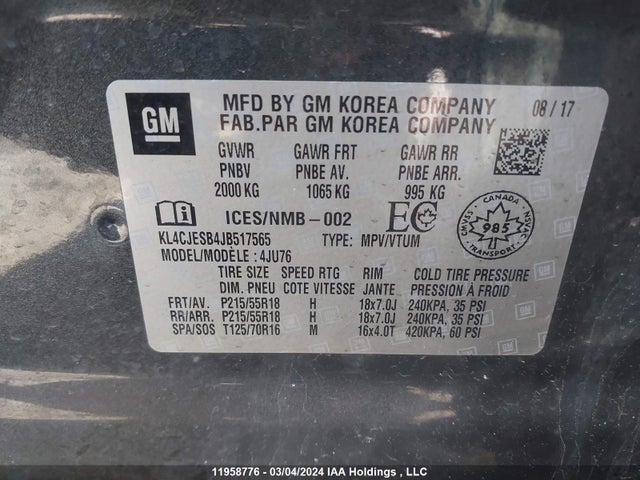 GM
MFD BY GM KOREA COMPANY 08/17
FAB.PAR GM KOREA COMPANY
GVWR GAWR FRT GAWR RR
PNBV PNBE AV. PNBE ARR.
2000 KG 1065 KG 995 KG
ICES/NMB-002 EC
CANADA
CMVSS 985 NSVAC
TRANSPORT
KL4CJESB4JB517565 TYPE: MPV/VTUM
MODEL/MODÈLE : 4JU76
TIRE SIZE SPEED RTG RIM COLD TIRE PRESSURE
DIM. PNEU COTE VITESSE JANTE PRESSION À FROID
FRT/AV. P215/55R18 H 18x7.0J 240KPA, 35 PSI
RR/ARR. P215/55R18 H 18x7.0J 240KPA, 35 PSI
SPA/SOS T125/70R16 M 16x4.0T 420KPA, 60 PSI
11958776 - 03/04/2024 IAA Holdings , LLC